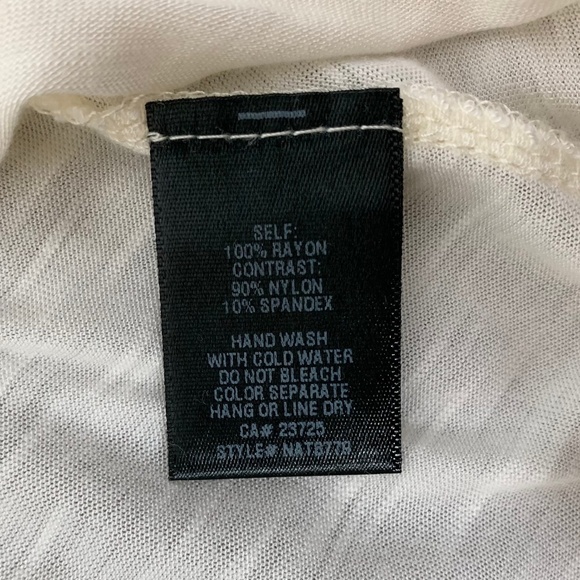 SELF:
100% RAYON
CONTRAST:
90% NYLON
10% SPANDEX
HAND WASH
WITH COLD WATER
DO NOT BLEACH
COLOR SEPARATE
HANG OR LINE DRY
CA# 23725
STYLE#